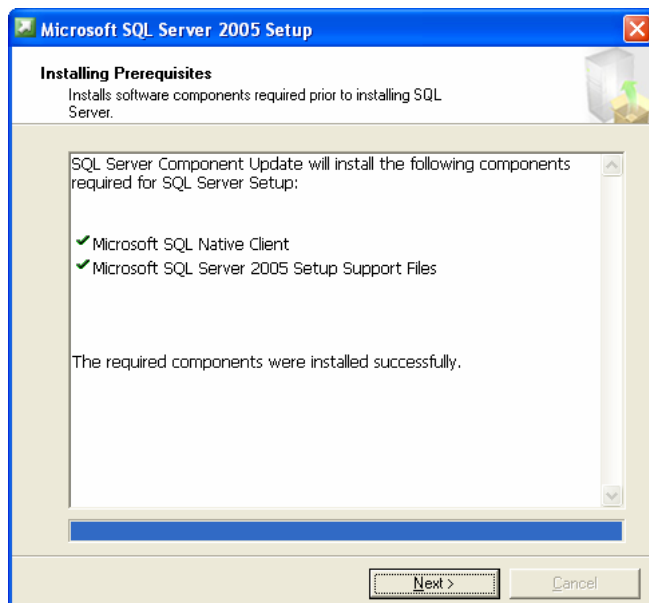 Microsoft SQL Server 2005 Setup
Installing Prerequisites
Installs software components required prior to installing SQL
Server.
SQL Server Component Update will install the following components
required for SQL Server Setup:
Microsoft SQL Native Client
Microsoft SQL Server 2005 Setup Support Files
The required components were installed successfully.
Next >
Cancel